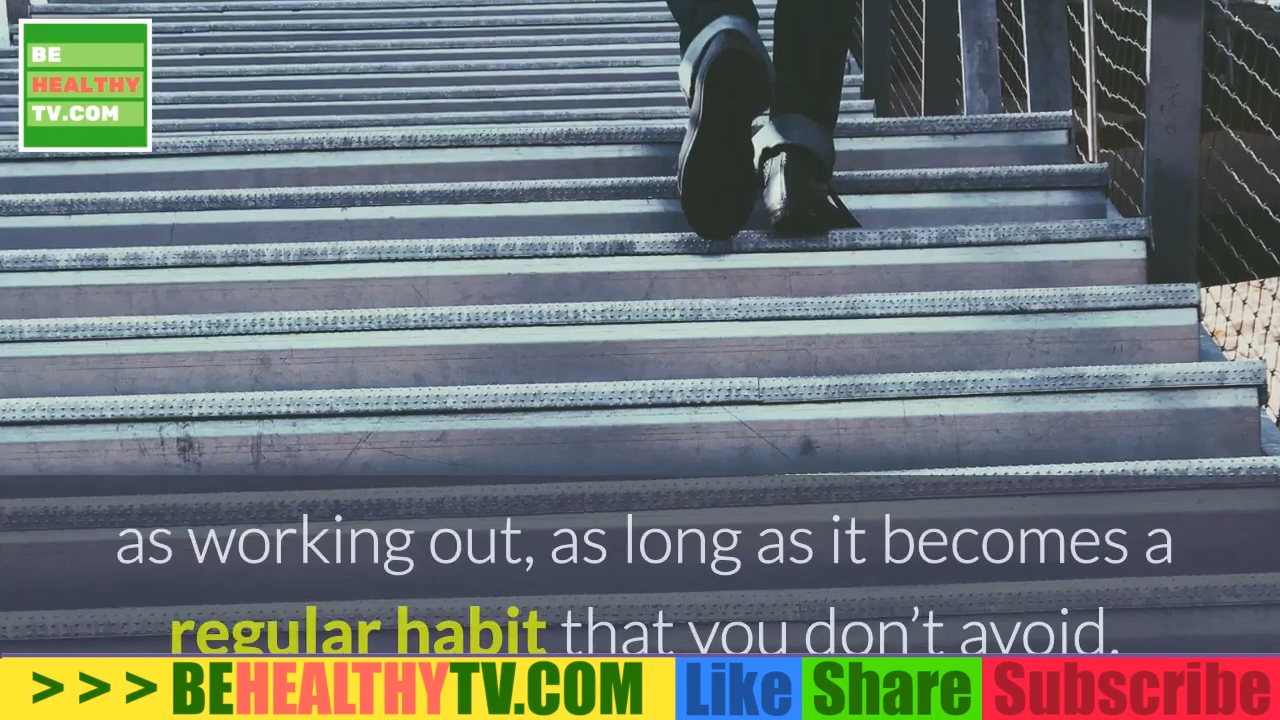 BE
HEALTHY
TV.COM
as working out, as long as it becomes a
regular habit that you don’t avoid.
> > > BEHEALTHYTV.COM Like Share Subscribe